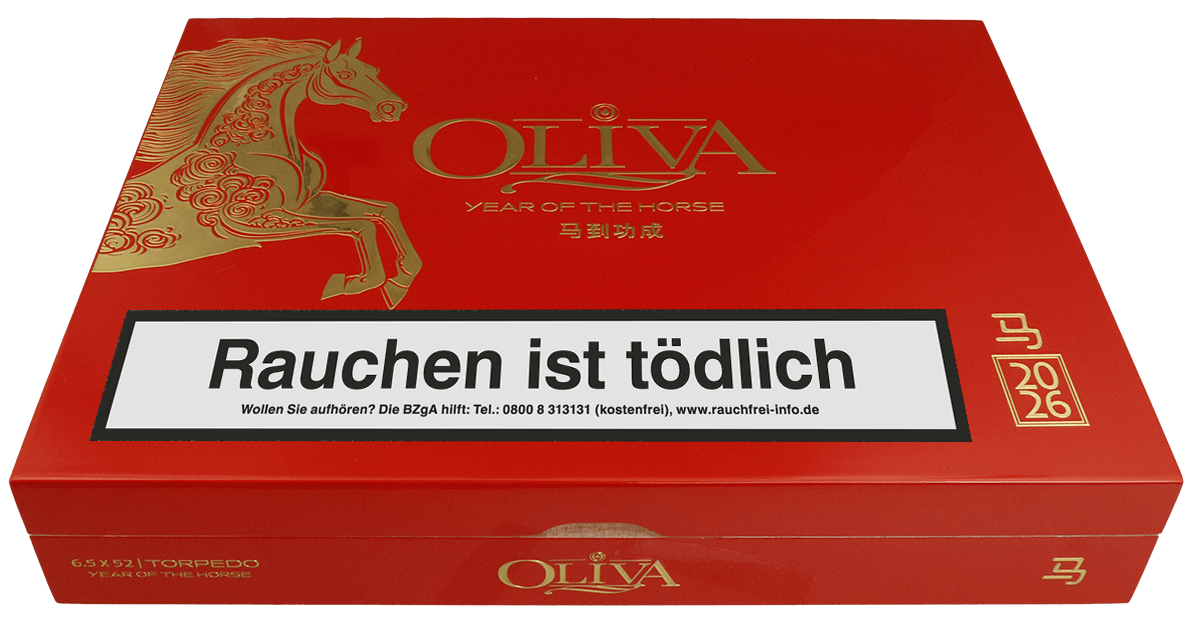 OLIVA
YEAR OF THE HORSE
马到功成
Rauchen ist tödlich
Wollen Sie aufhören? Die BZgA hilft: Tel.: 0800 8 313131 (kostenfrei), www.rauchfrei-info.de
马
20
26
6.5 X 52 | TORPEDO
YEAR OF THE HORSE
OLIVA
马